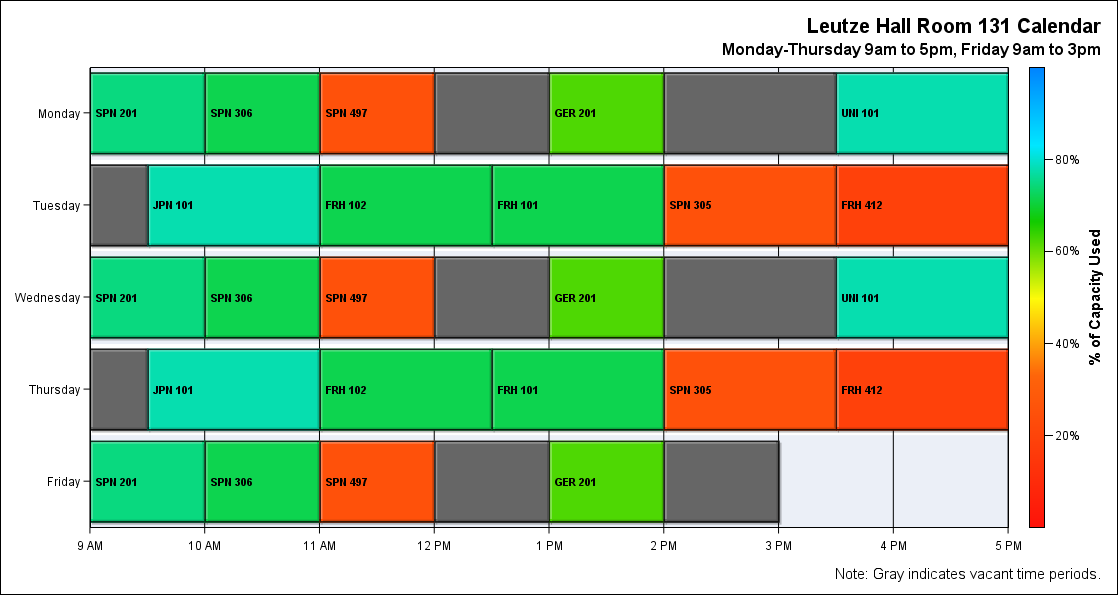 Leutze Hall Room 131 Calendar
Monday-Thursday 9am to 5pm, Friday 9am to 3pm
Monday
SPN 201
SPN 306
SPN 497
GER 201
UNI 101
Tuesday
JPN 101
FRH 102
FRH 101
SPN 305
FRH 412
Wednesday
SPN 201
SPN 306
SPN 497
GER 201
UNI 101
Thursday
JPN 101
FRH 102
FRH 101
SPN 305
FRH 412
Friday
SPN 201
SPN 306
SPN 497
GER 201
9 AM
10 AM
11 AM
12 PM
1 PM
2 PM
3 PM
4 PM
5 PM
80%
60%
40%
20%
% of Capacity Used
Note: Gray indicates vacant time periods.